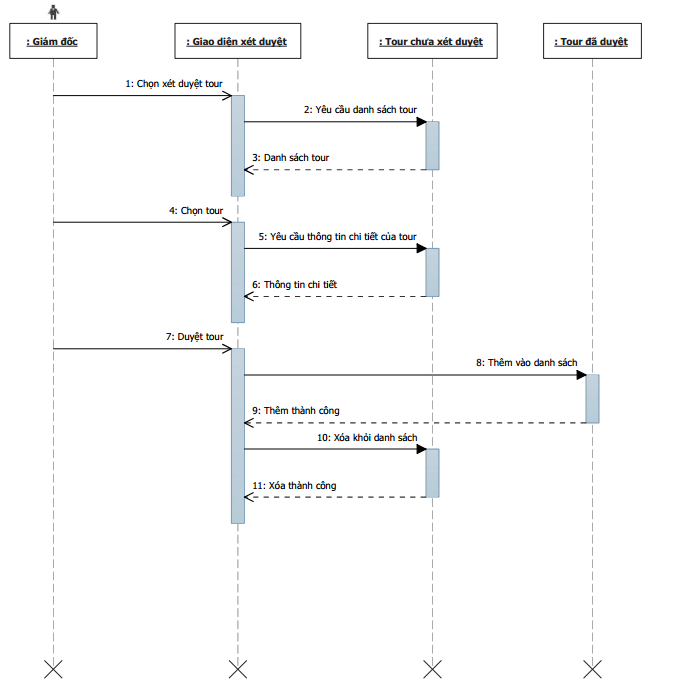 : Giám đốc
: Giao diện xét duyệt
: Tour chưa xét duyệt
: Tour đã duyệt
1: Chọn xét duyệt tour
2: Yêu cầu danh sách tour
3: Danh sách tour
4: Chọn tour
5: Yêu cầu thông tin chi tiết của tour
6: Thông tin chi tiết
7: Duyệt tour
8: Thêm vào danh sách
9: Thêm thành công
10: Xóa khỏi danh sách
11: Xóa thành công